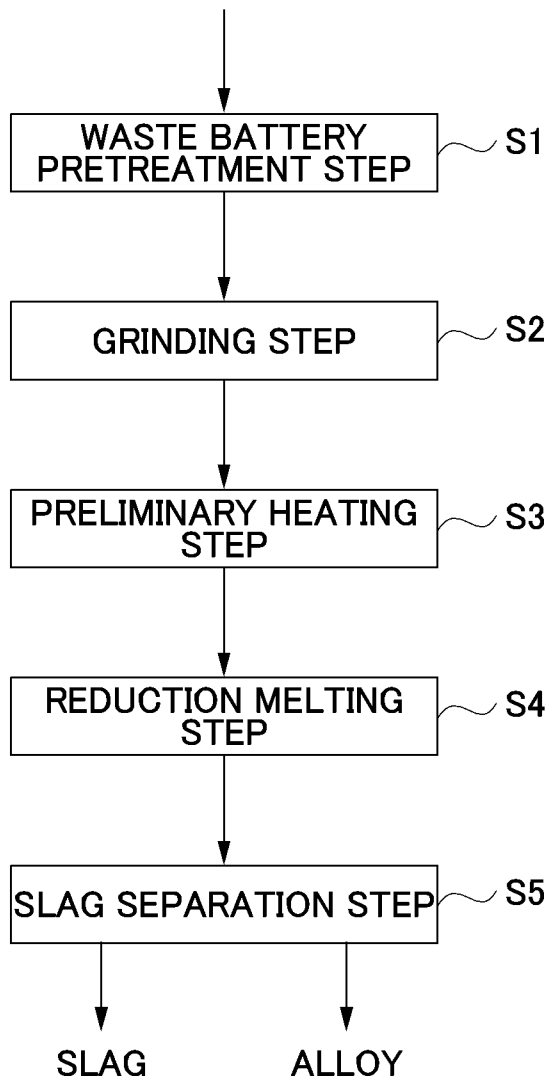 WASTE BATTERY
PRETREATMENT STEP
S1
GRINDING STEP
S2
PRELIMINARY HEATING
STEP
S3
REDUCTION MELTING
STEP
S4
SLAG SEPARATION STEP
S5
SLAG
ALLOY